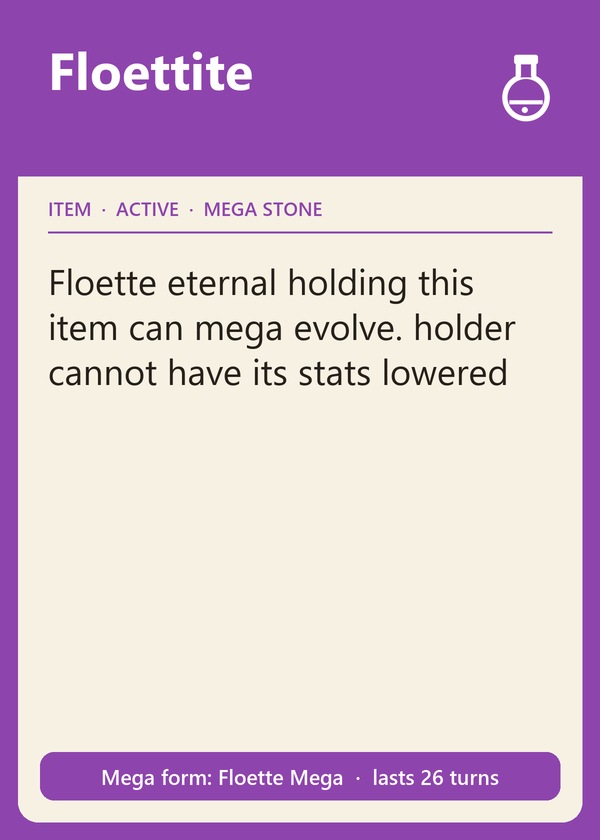 Floettite
ITEM · ACTIVE · MEGA STONE
Floette eternal holding this
item can mega evolve. holder
cannot have its stats lowered
Mega form: Floette Mega · lasts 26 turns